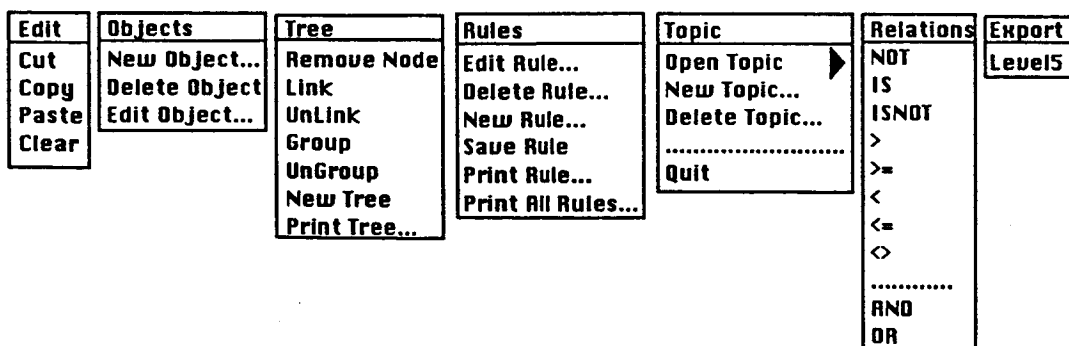 Edit
Cut
Copy
Paste
Clear
Objects
New Object...
Delete Object
Edit Object...
Tree
Remove Node
Link
UnLink
Group
UnGroup
New Tree
Print Tree...
Rules
Edit Rule...
Delete Rule...
New Rule...
Save Rule
Print Rule...
Print All Rules...
Topic
Open Topic
New Topic...
Delete Topic...
..........................
Quit
Relations
NOT
IS
ISNOT
>
>=
<
<=
<>
............
AND
OR
Export
Level5